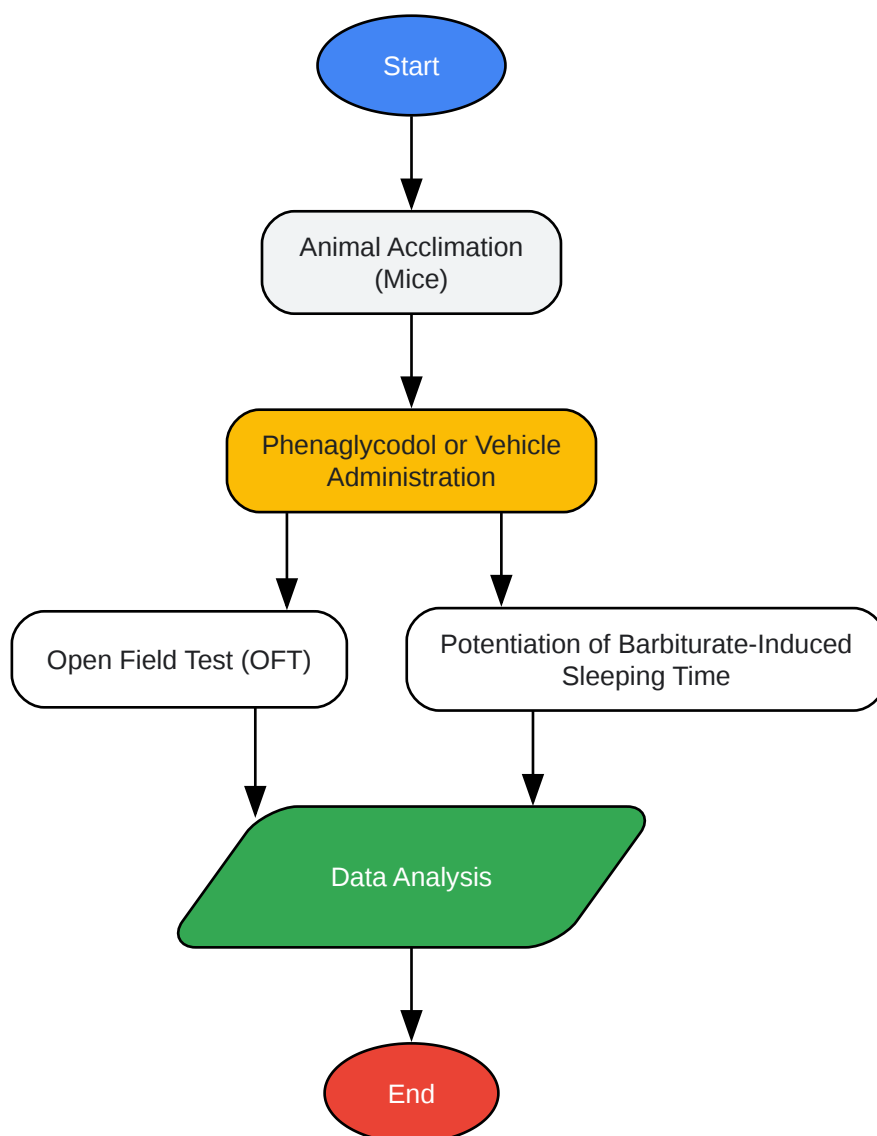 Start
Animal Acclimation
(Mice)
Phenaglycodol or Vehicle
Administration
Open Field Test (OFT)
Potentiation of Barbiturate-Induced
Sleeping Time
Data Analysis
End